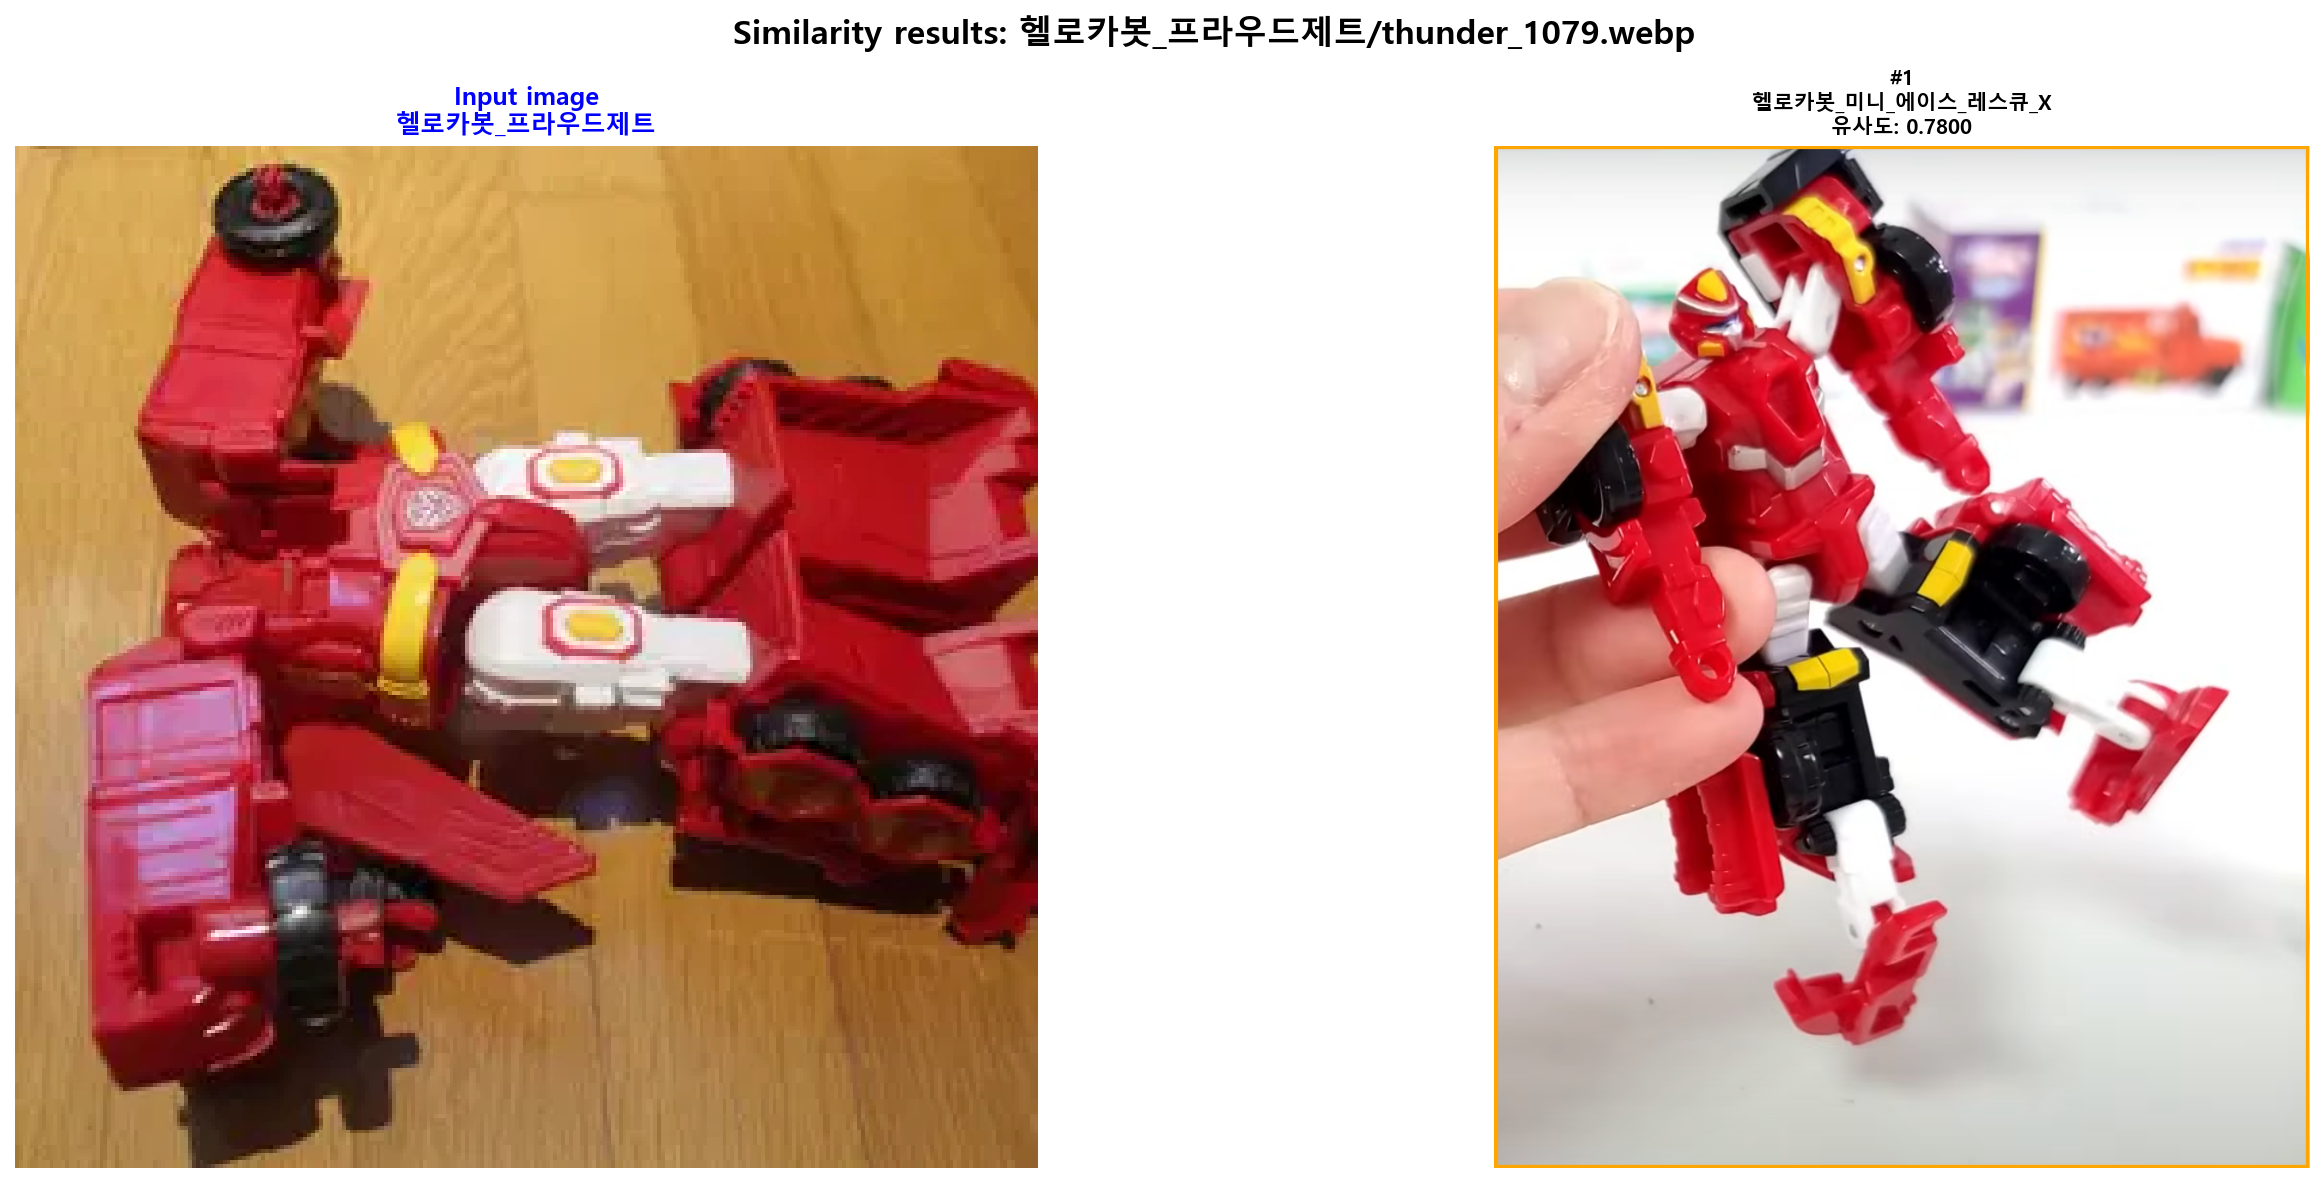 Similarity results: 헬로카봇_프라우드제트/thunder_1079.webp
Input image
헬로카봇_프라우드제트
#1
헬로카봇_미니_에이스_레스큐_X
유사도: 0.7800